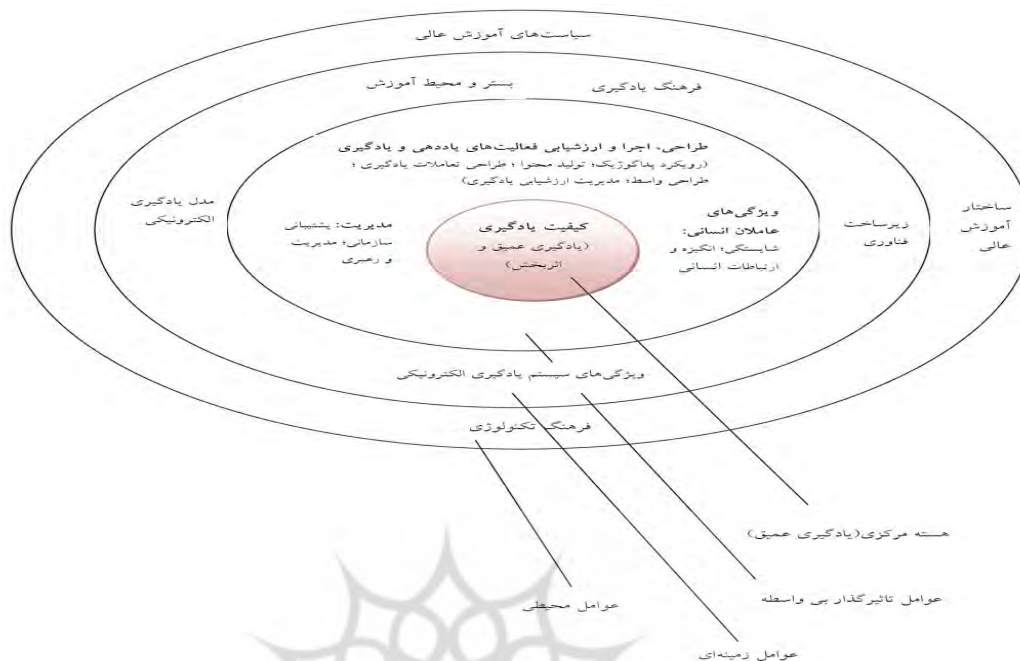 سیاست‌های آموزش عالی
فرهنگ یادگیری
بستر و محیط آموزش
طراحی، اجرا و ارزشیابی فعالیت‌های یاددهی و یادگیری
(رویکرد پداگوژیک؛ تولید محتوا ؛ طراحی تعاملات یادگیری ؛
طراحی واسط؛ مدیریت ارزشیابی یادگیری)
ساختار
آموزش
عالی
زیرساخت
فناوری
ویژگی‌های
عاملان انسانی:
شایستگی؛ انگیزه و
ارتباطات انسانی
کیفیت یادگیری
(یادگیری عمیق و
اثربخش)
مدیریت: پشتیبانی
سازمانی؛ مدیریت
و رهبری
مدل یادگیری
الکترونیکی
ویژگی‌های سیستم یادگیری الکترونیکی
فرهنگ تکنولوژی
هسته مرکزی(یادگیری عمیق)
عوامل تاثیرگذار بی واسطه
عوامل محیطی
عوامل زمینه‌ای